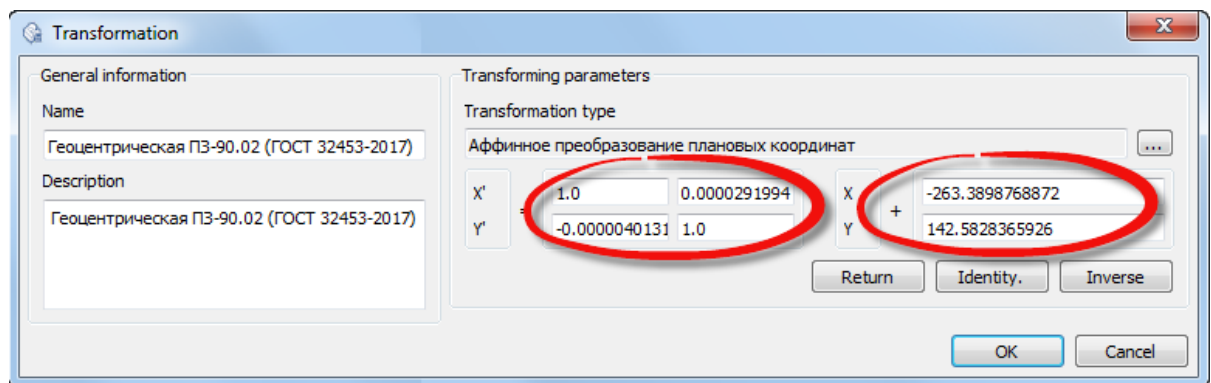 Transformation
General information
Name
Геоцентрическая ПЗ-90.02 (ГОСТ 32453-2017)
Description
Геоцентрическая ПЗ-90.02 (ГОСТ 32453-2017)
Transforming parameters
Transformation type
Аффинное преобразование плановых координат ...
X' 1.0 0.0000291994 X -263.3898768872
= +
Y' -0.0000040131 1.0 Y 142.5828365926
Return Identity. Inverse
OK Cancel